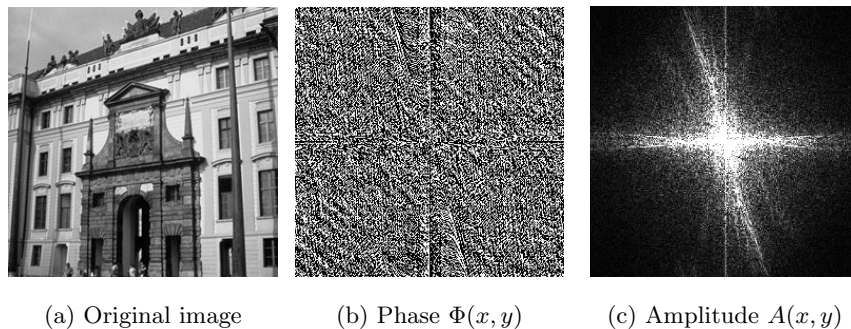 (a) Original image (b) Phase Φ(x, y) (c) Amplitude A(x, y)